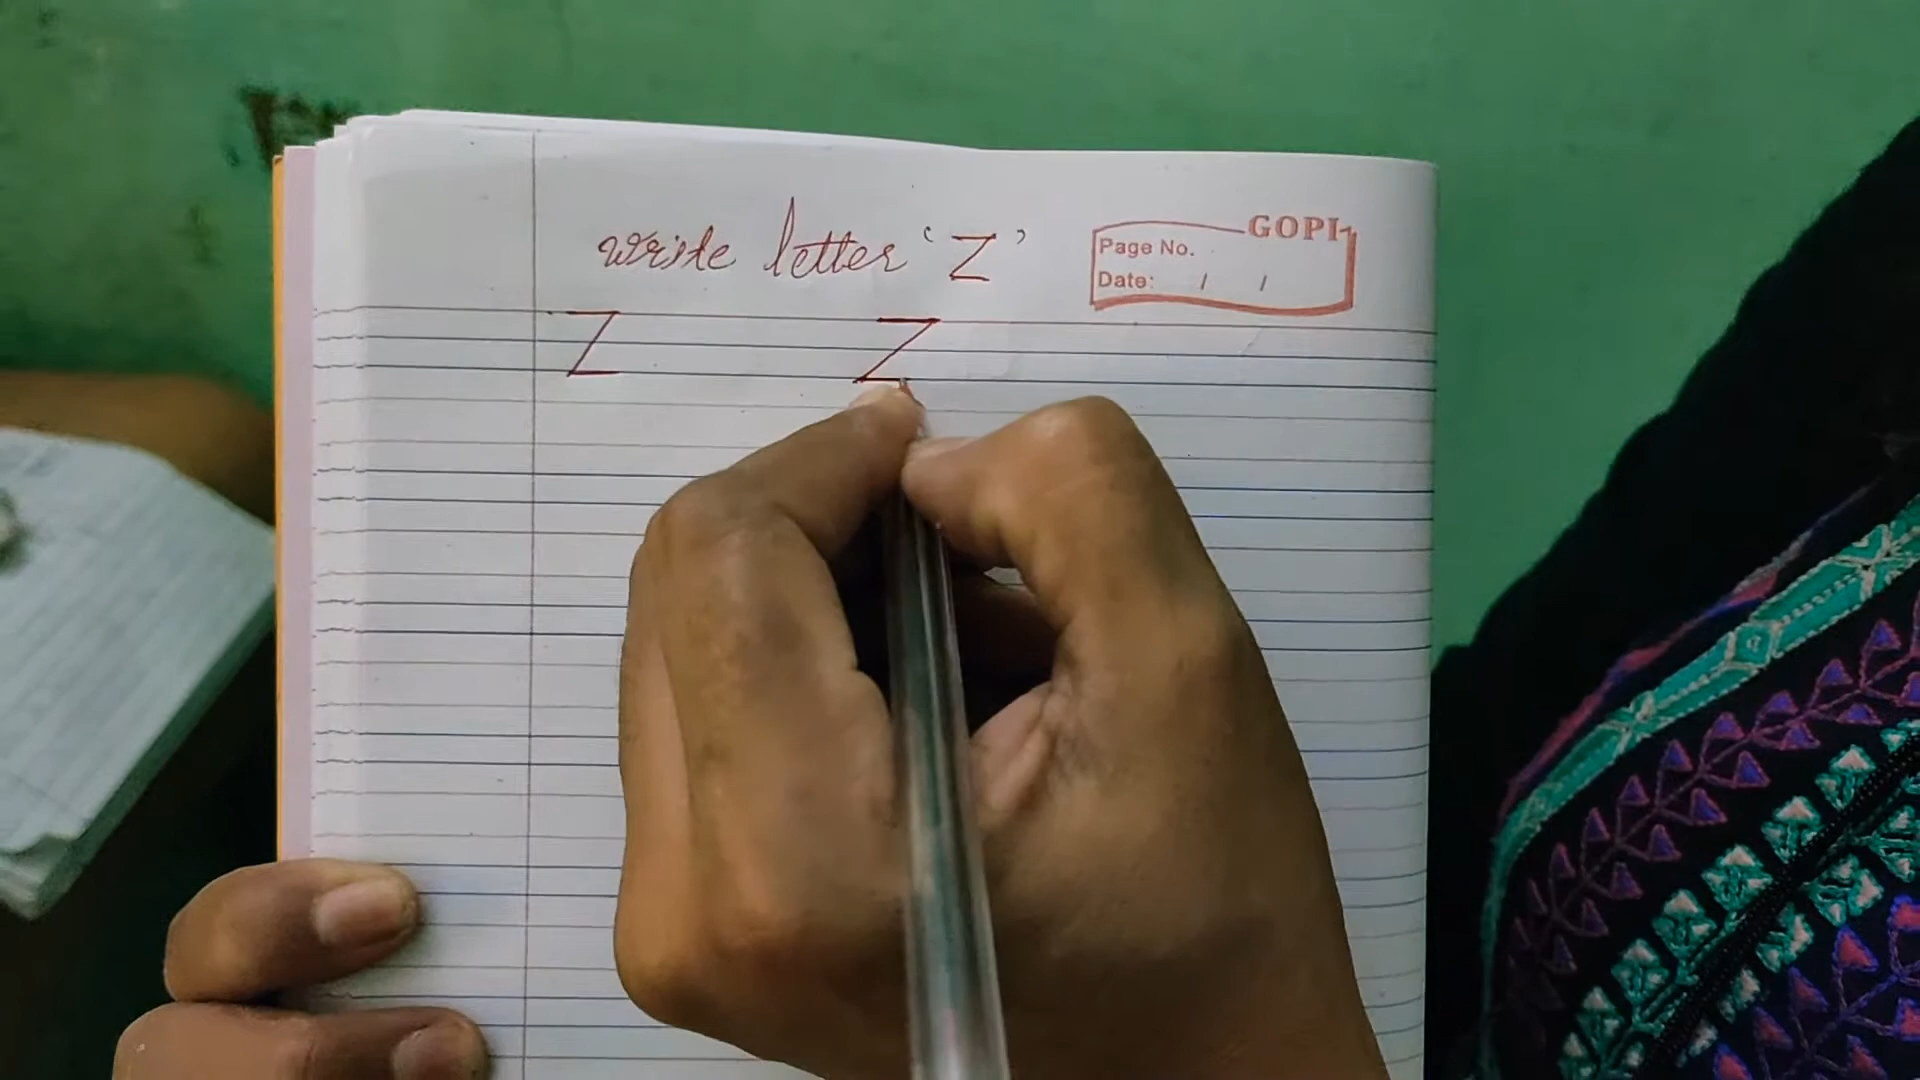 write letter ‘Z’
GOPI
Page No.
Date: / /
Z Z